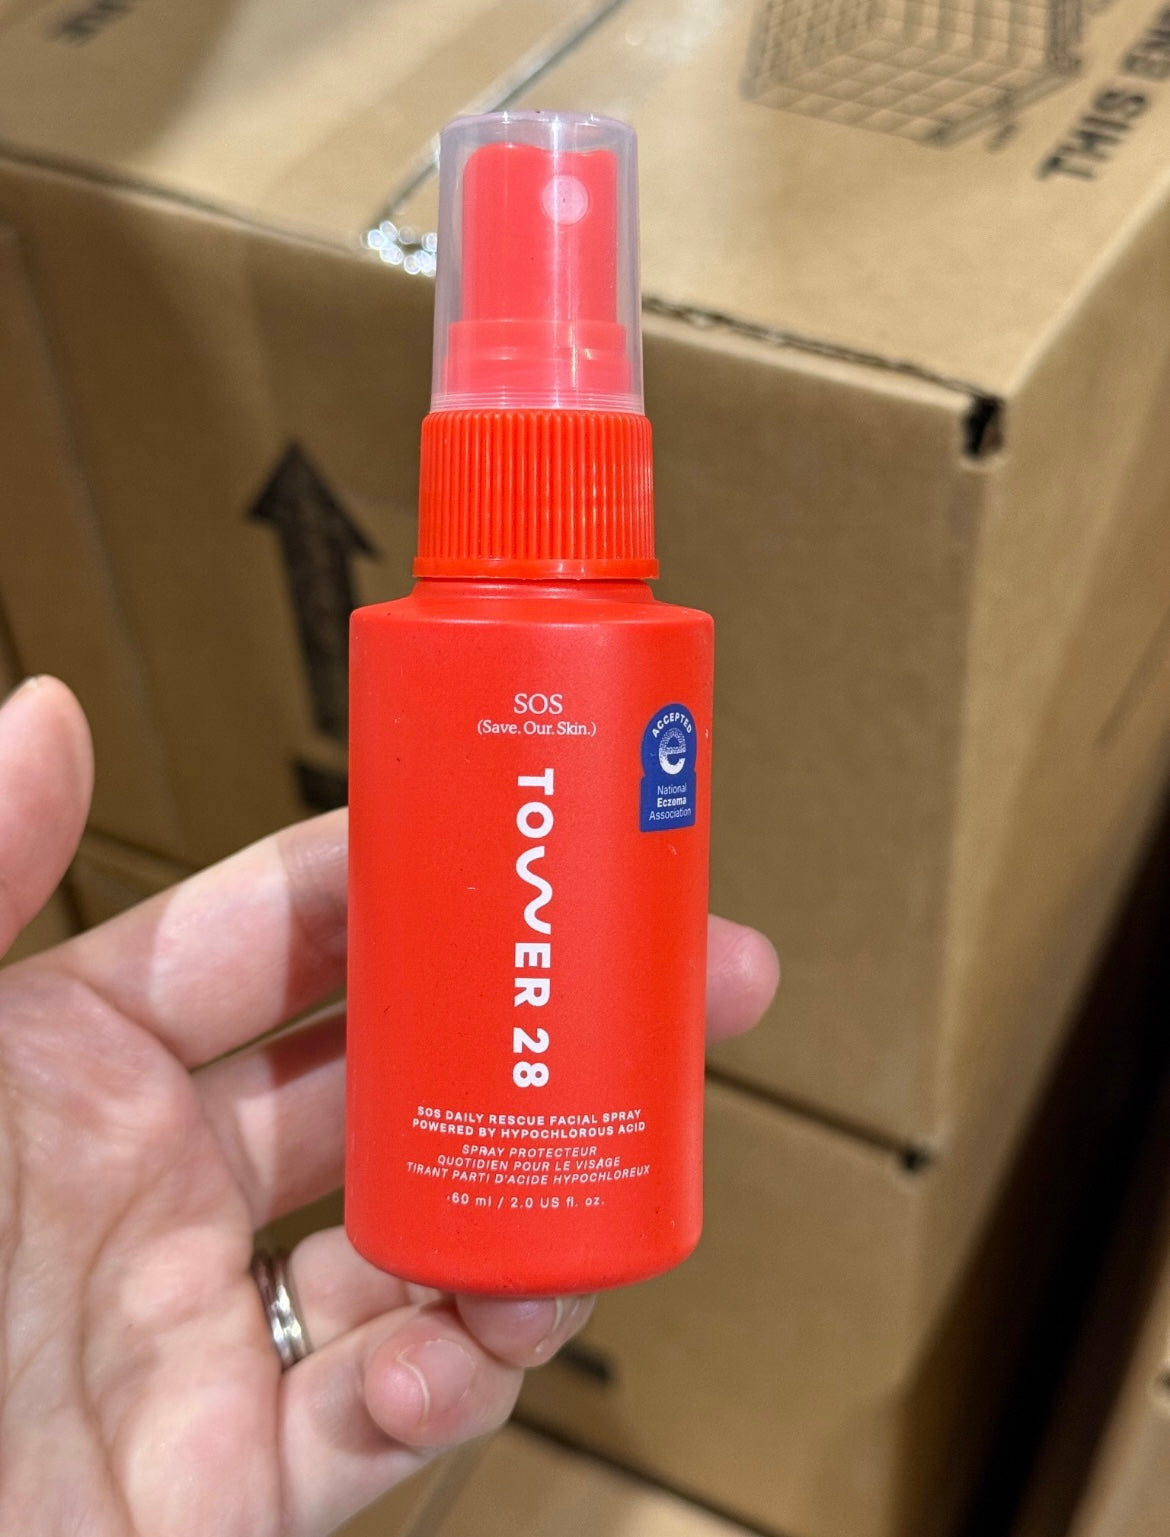 THIS EN
SOS
(Save. Our. Skin.)
ACCEPTED
e
National
Eczema
Association
TOWER 28
SOS DAILY RESCUE FACIAL SPRAY
POWERED BY HYPOCHLOROUS ACID
SPRAY PROTECTEUR
QUOTIDIEN POUR LE VISAGE
TIRANT PARTI D'ACIDE HYPOCHLOREUX
60 ml / 2.0 US fl. oz.